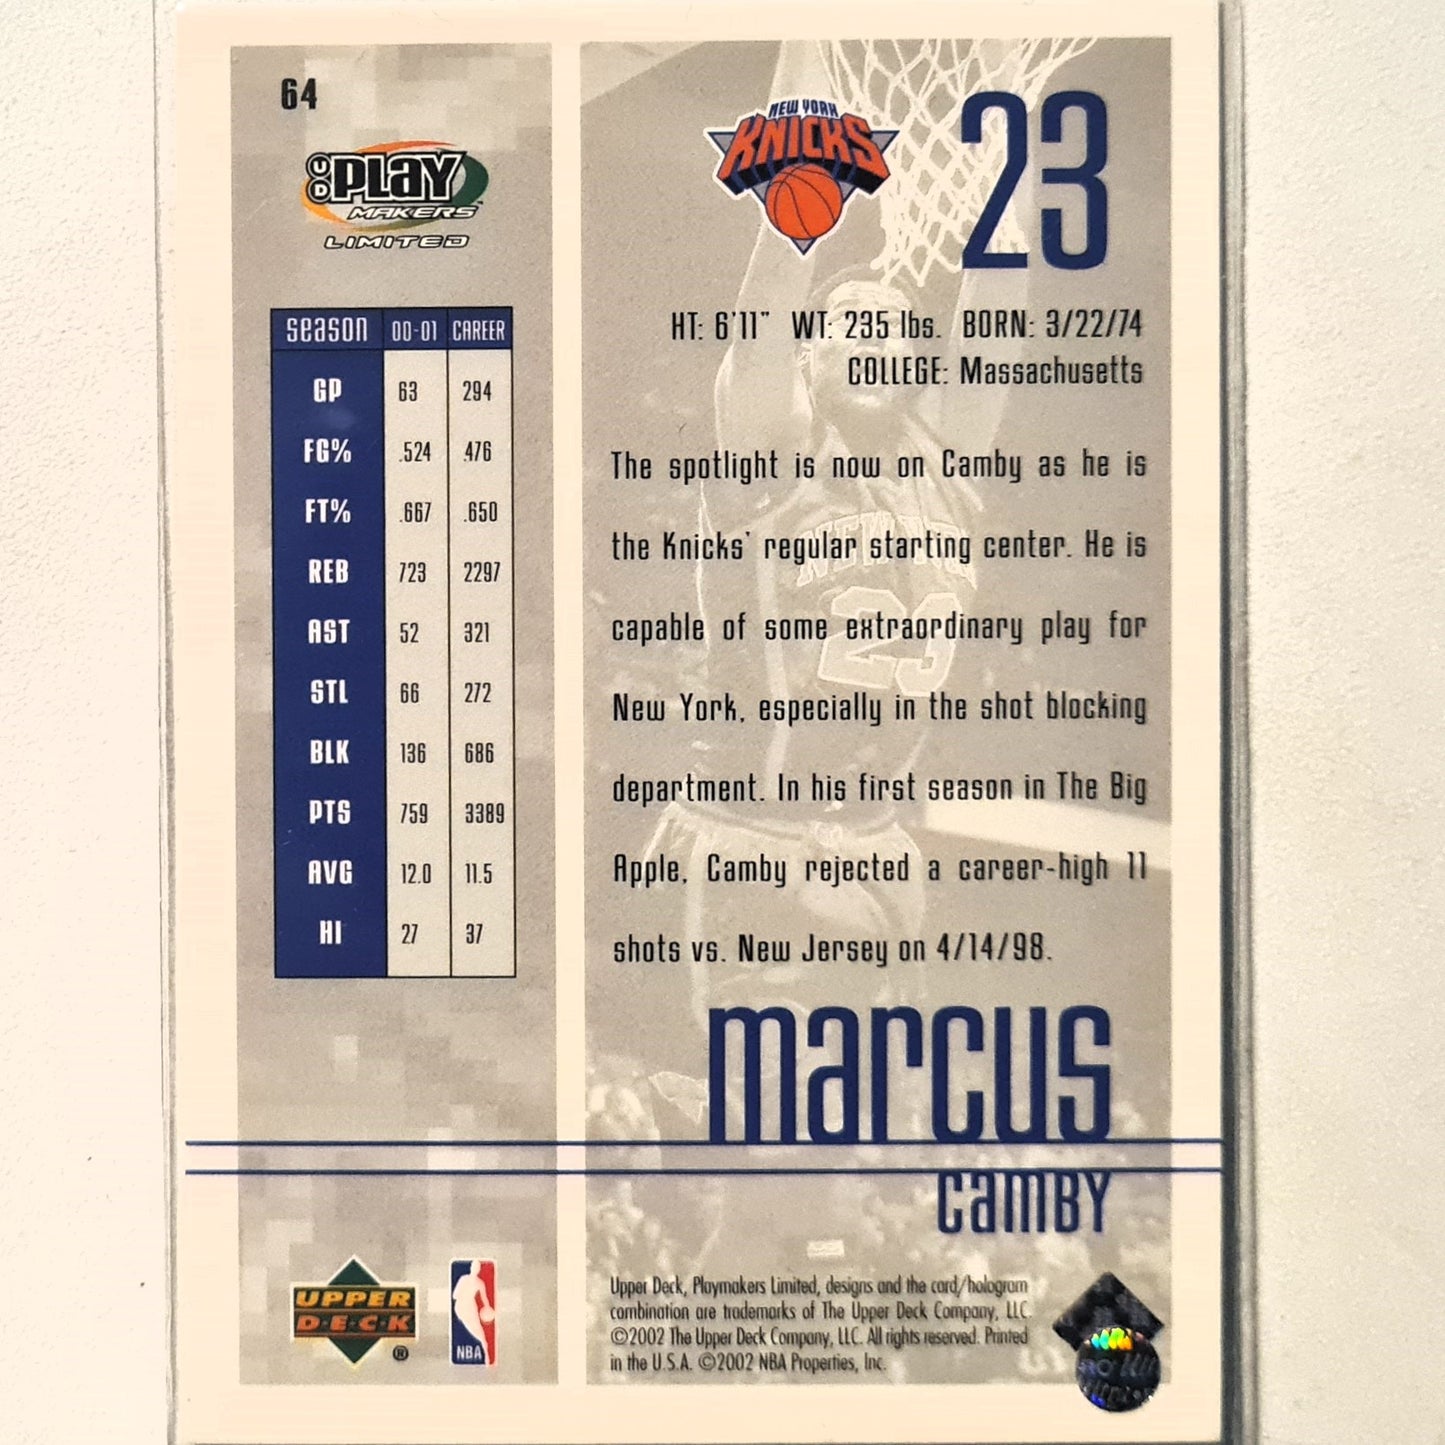 64
UD PLAY
MAKERS
LIMITED
SEASON 00-01 CAREER
GP 63 294
FG% .524 .476
FT% .667 .650
REB 723 2297
AST 52 321
STL 66 272
BLK 136 686
PTS 759 3389
AVG 12.0 11.5
HI 27 37
NEW YORK
KNICKS
23
HT: 6'11" WT: 235 lbs. BORN: 3/22/74
COLLEGE: Massachusetts
The spotlight is now on Camby as he is
the Knicks' regular starting center. He is
capable of some extraordinary play for
New York, especially in the shot blocking
department. In his first season in The Big
Apple, Camby rejected a career-high 11
shots vs. New Jersey on 4/14/98.
marcus
camby
UPPER
D·E·C·K
®
NBA
Upper Deck, Playmakers Limited, designs and the card/hologram
combination are trademarks of The Upper Deck Company, LLC.
©2002 The Upper Deck Company, LLC. All rights reserved. Printed
in the U.S.A. ©2002 NBA Properties, Inc.